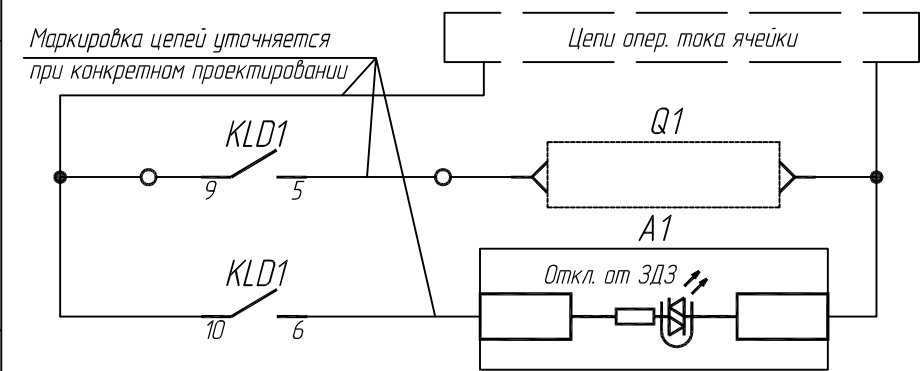 Маркировка цепей уточняется
при конкретном проектировании
Цепи опер. тока ячейки
KLD1
9
5
Q1
KLD1
10
6
A1
Откл. от ЗДЗ